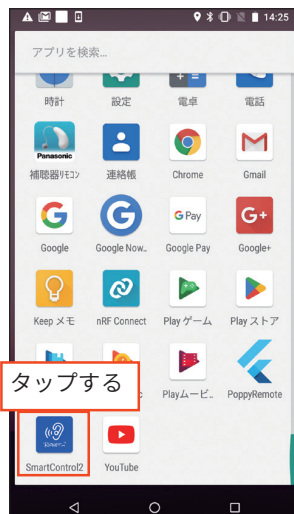 14:25
アプリを検索...
時計
設定
電卓
電話
Panasonic
補聴器リモコン
連絡帳
Chrome
Gmail
Google
Google Now..
Google Pay
Google+
G Pay
G+
Keep メモ
nRF Connect
Play ゲーム
Play ストア
タップする
Playムービ..
PoppyRemote
SmartControl2
YouTube